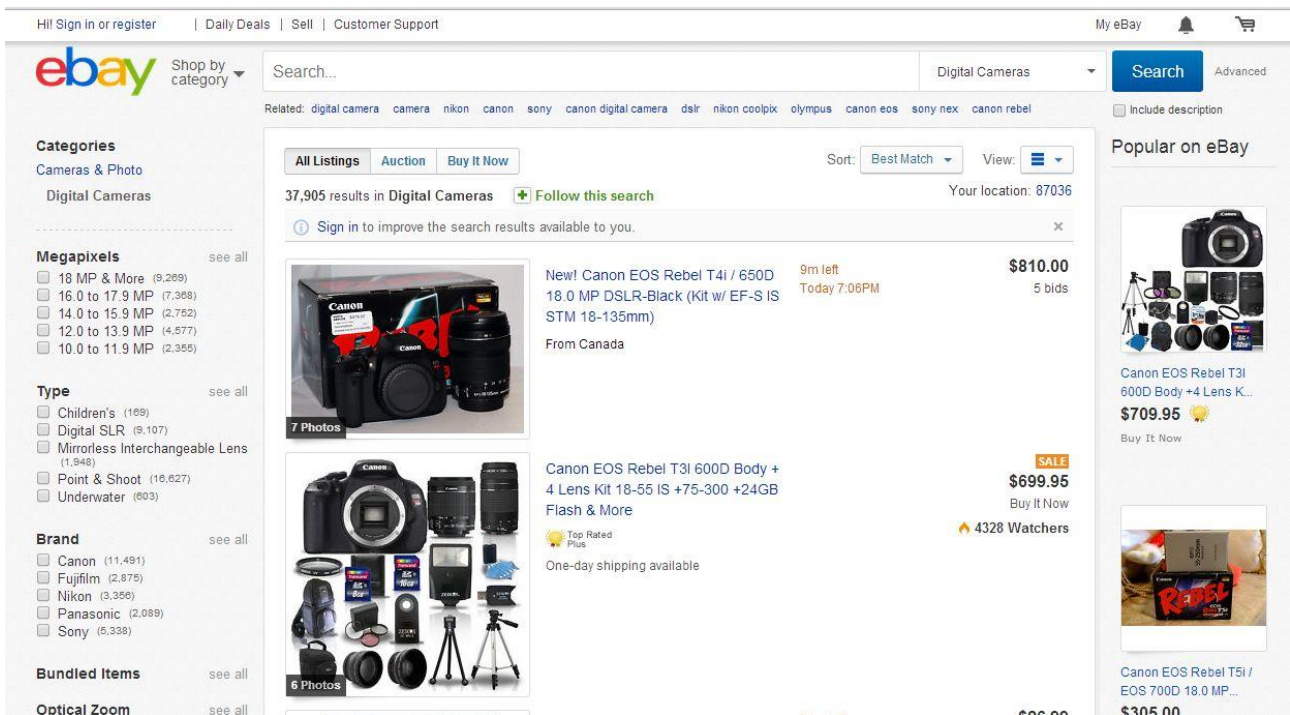 Hi! Sign in or register | Daily Deals | Sell | Customer Support My eBay
ebay Shop by category Search... Digital Cameras Search Advanced
Related: digital camera camera nikon canon sony canon digital camera dslr nikon coolpix olympus canon eos sony nex canon rebel Include description
Categories
Cameras & Photo
Digital Cameras
Megapixels see all
18 MP & More (9,269)
16.0 to 17.9 MP (7,368)
14.0 to 15.9 MP (2,752)
12.0 to 13.9 MP (4,577)
10.0 to 11.9 MP (2,355)
Type see all
Children's (169)
Digital SLR (9,107)
Mirrorless Interchangeable Lens
(1,948)
Point & Shoot (16,627)
Underwater (603)
Brand see all
Canon (11,491)
Fujifilm (2,875)
Nikon (3,356)
Panasonic (2,089)
Sony (5,338)
Bundled Items see all
Optical Zoom see all
All Listings Auction Buy It Now Sort: Best Match View:
37,905 results in Digital Cameras Follow this search Your location: 87036
Sign in to improve the search results available to you.
Canon
REBEL
Canon
7 Photos
New! Canon EOS Rebel T4i / 650D
18.0 MP DSLR-Black (Kit w/ EF-S IS
STM 18-135mm)
From Canada
9m left
Today 7:06PM
$810.00
5 bids
Canon
6 Photos
Canon EOS Rebel T3I 600D Body +
4 Lens Kit 18-55 IS +75-300 +24GB
Flash & More
Top Rated
Plus
One-day shipping available
SALE
$699.95
Buy It Now
4328 Watchers
Popular on eBay
Canon EOS Rebel T3I
600D Body +4 Lens K...
$709.95
Buy It Now
Canon
REBEL
Canon EOS Rebel T5i /
EOS 700D 18.0 MP...
$305.00